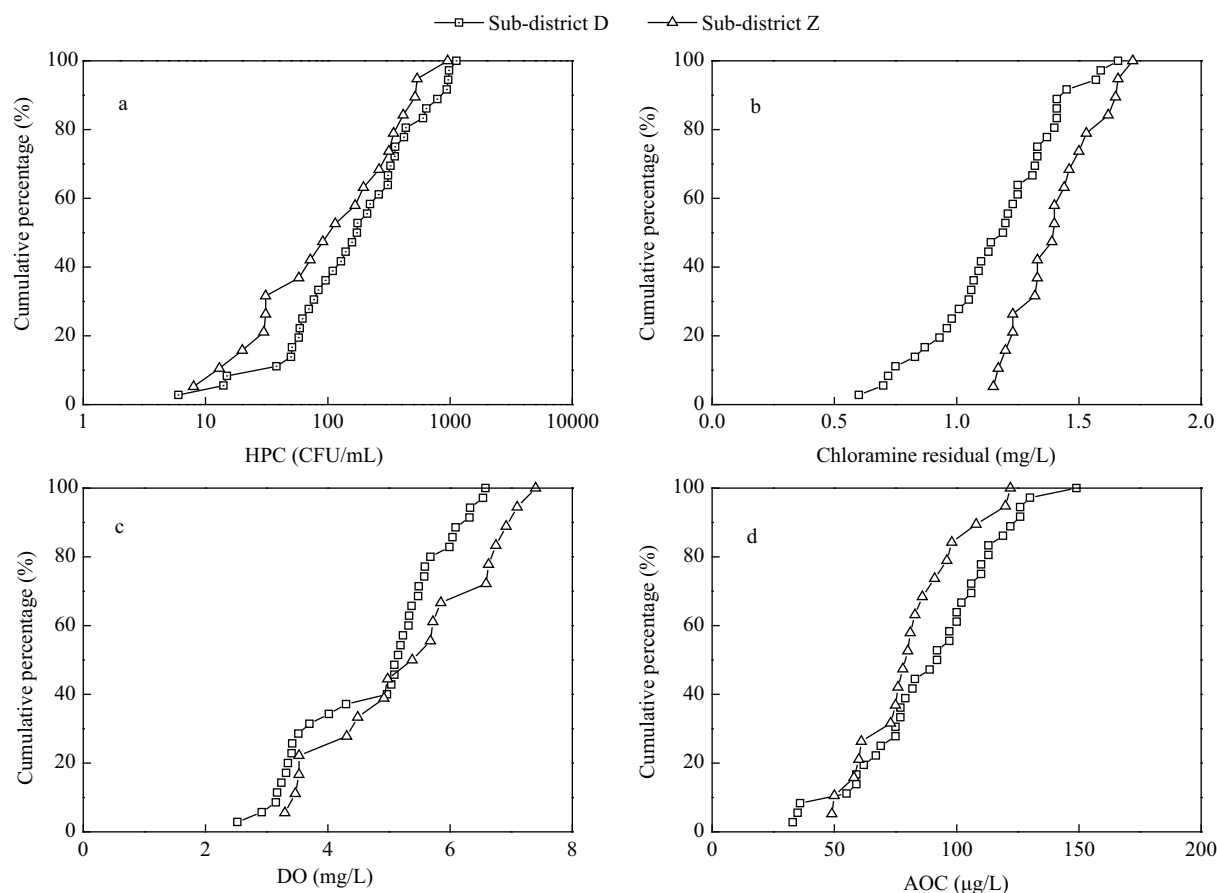 Sub-district D Sub-district Z
100
80
60
40
20
0
Cumulative percentage (%)
a
1 10 100 1000 10000
HPC (CFU/mL)
100
80
60
40
20
0
Cumulative percentage (%)
b
0.0 0.5 1.0 1.5 2.0
Chloramine residual (mg/L)
100
80
60
40
20
0
Cumulative percentage (%)
c
0 2 4 6 8
DO (mg/L)
100
80
60
40
20
0
Cumulative percentage (%)
d
0 50 100 150 200
AOC (μg/L)